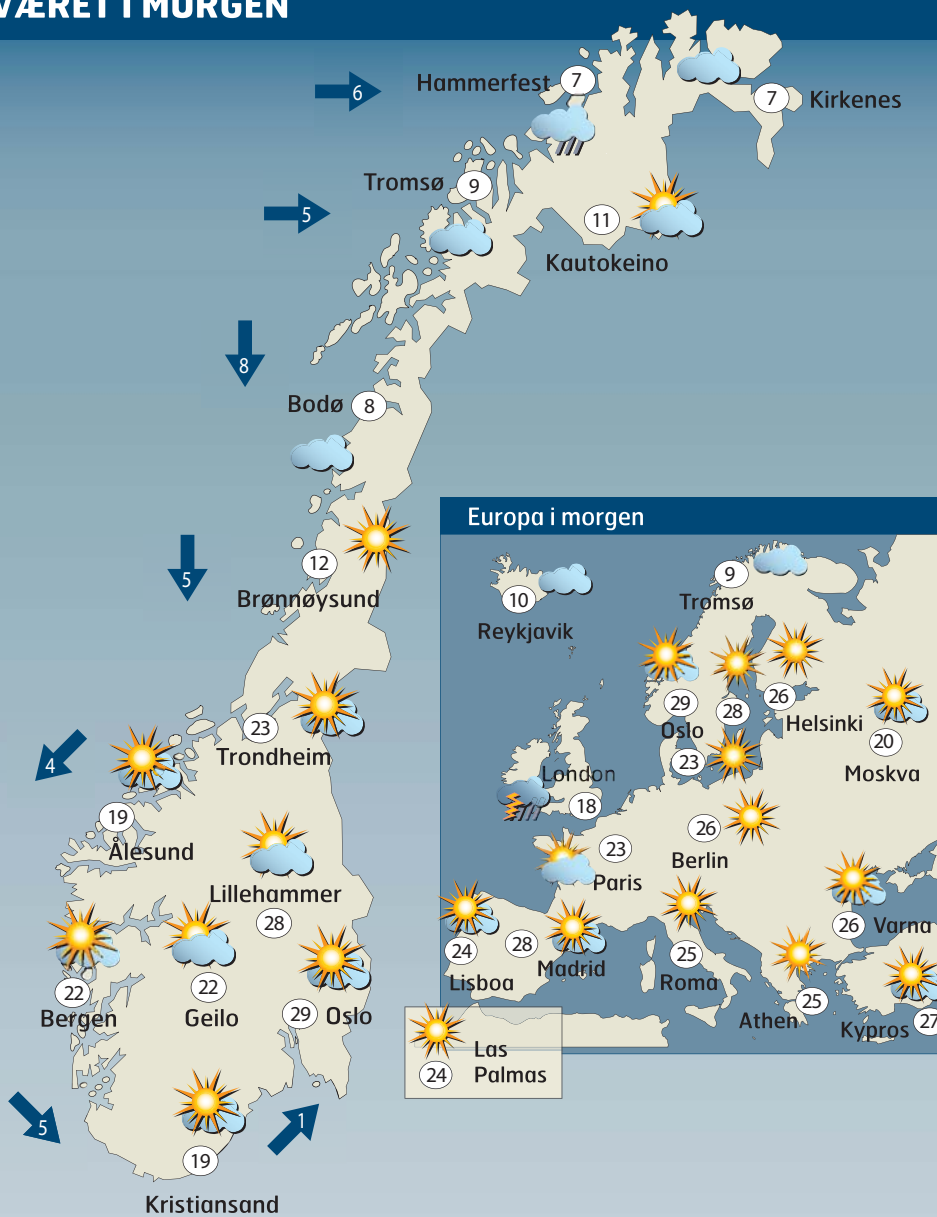 VÆRET I MORGEN
6
Hammerfest 7
7 Kirkenes
Tromsø 9
5
11
Kautokeino
8
Bodø 8
12
Brønnøysund
5
23
Trondheim
4
19
Ålesund
Lillehammer
28
22
Bergen
22
Geilo
29 Oslo
5
1
19
Kristiansand
Europa i morgen
10
Reykjavik
9
Tromsø
29
Oslo
28
26
Helsinki
20
Moskva
23
London
18
26
Berlin
23
Paris
26 Varna
24
Lisboa
28
Madrid
25
Roma
25
Athen
Kypros 27
Las
24 Palmas